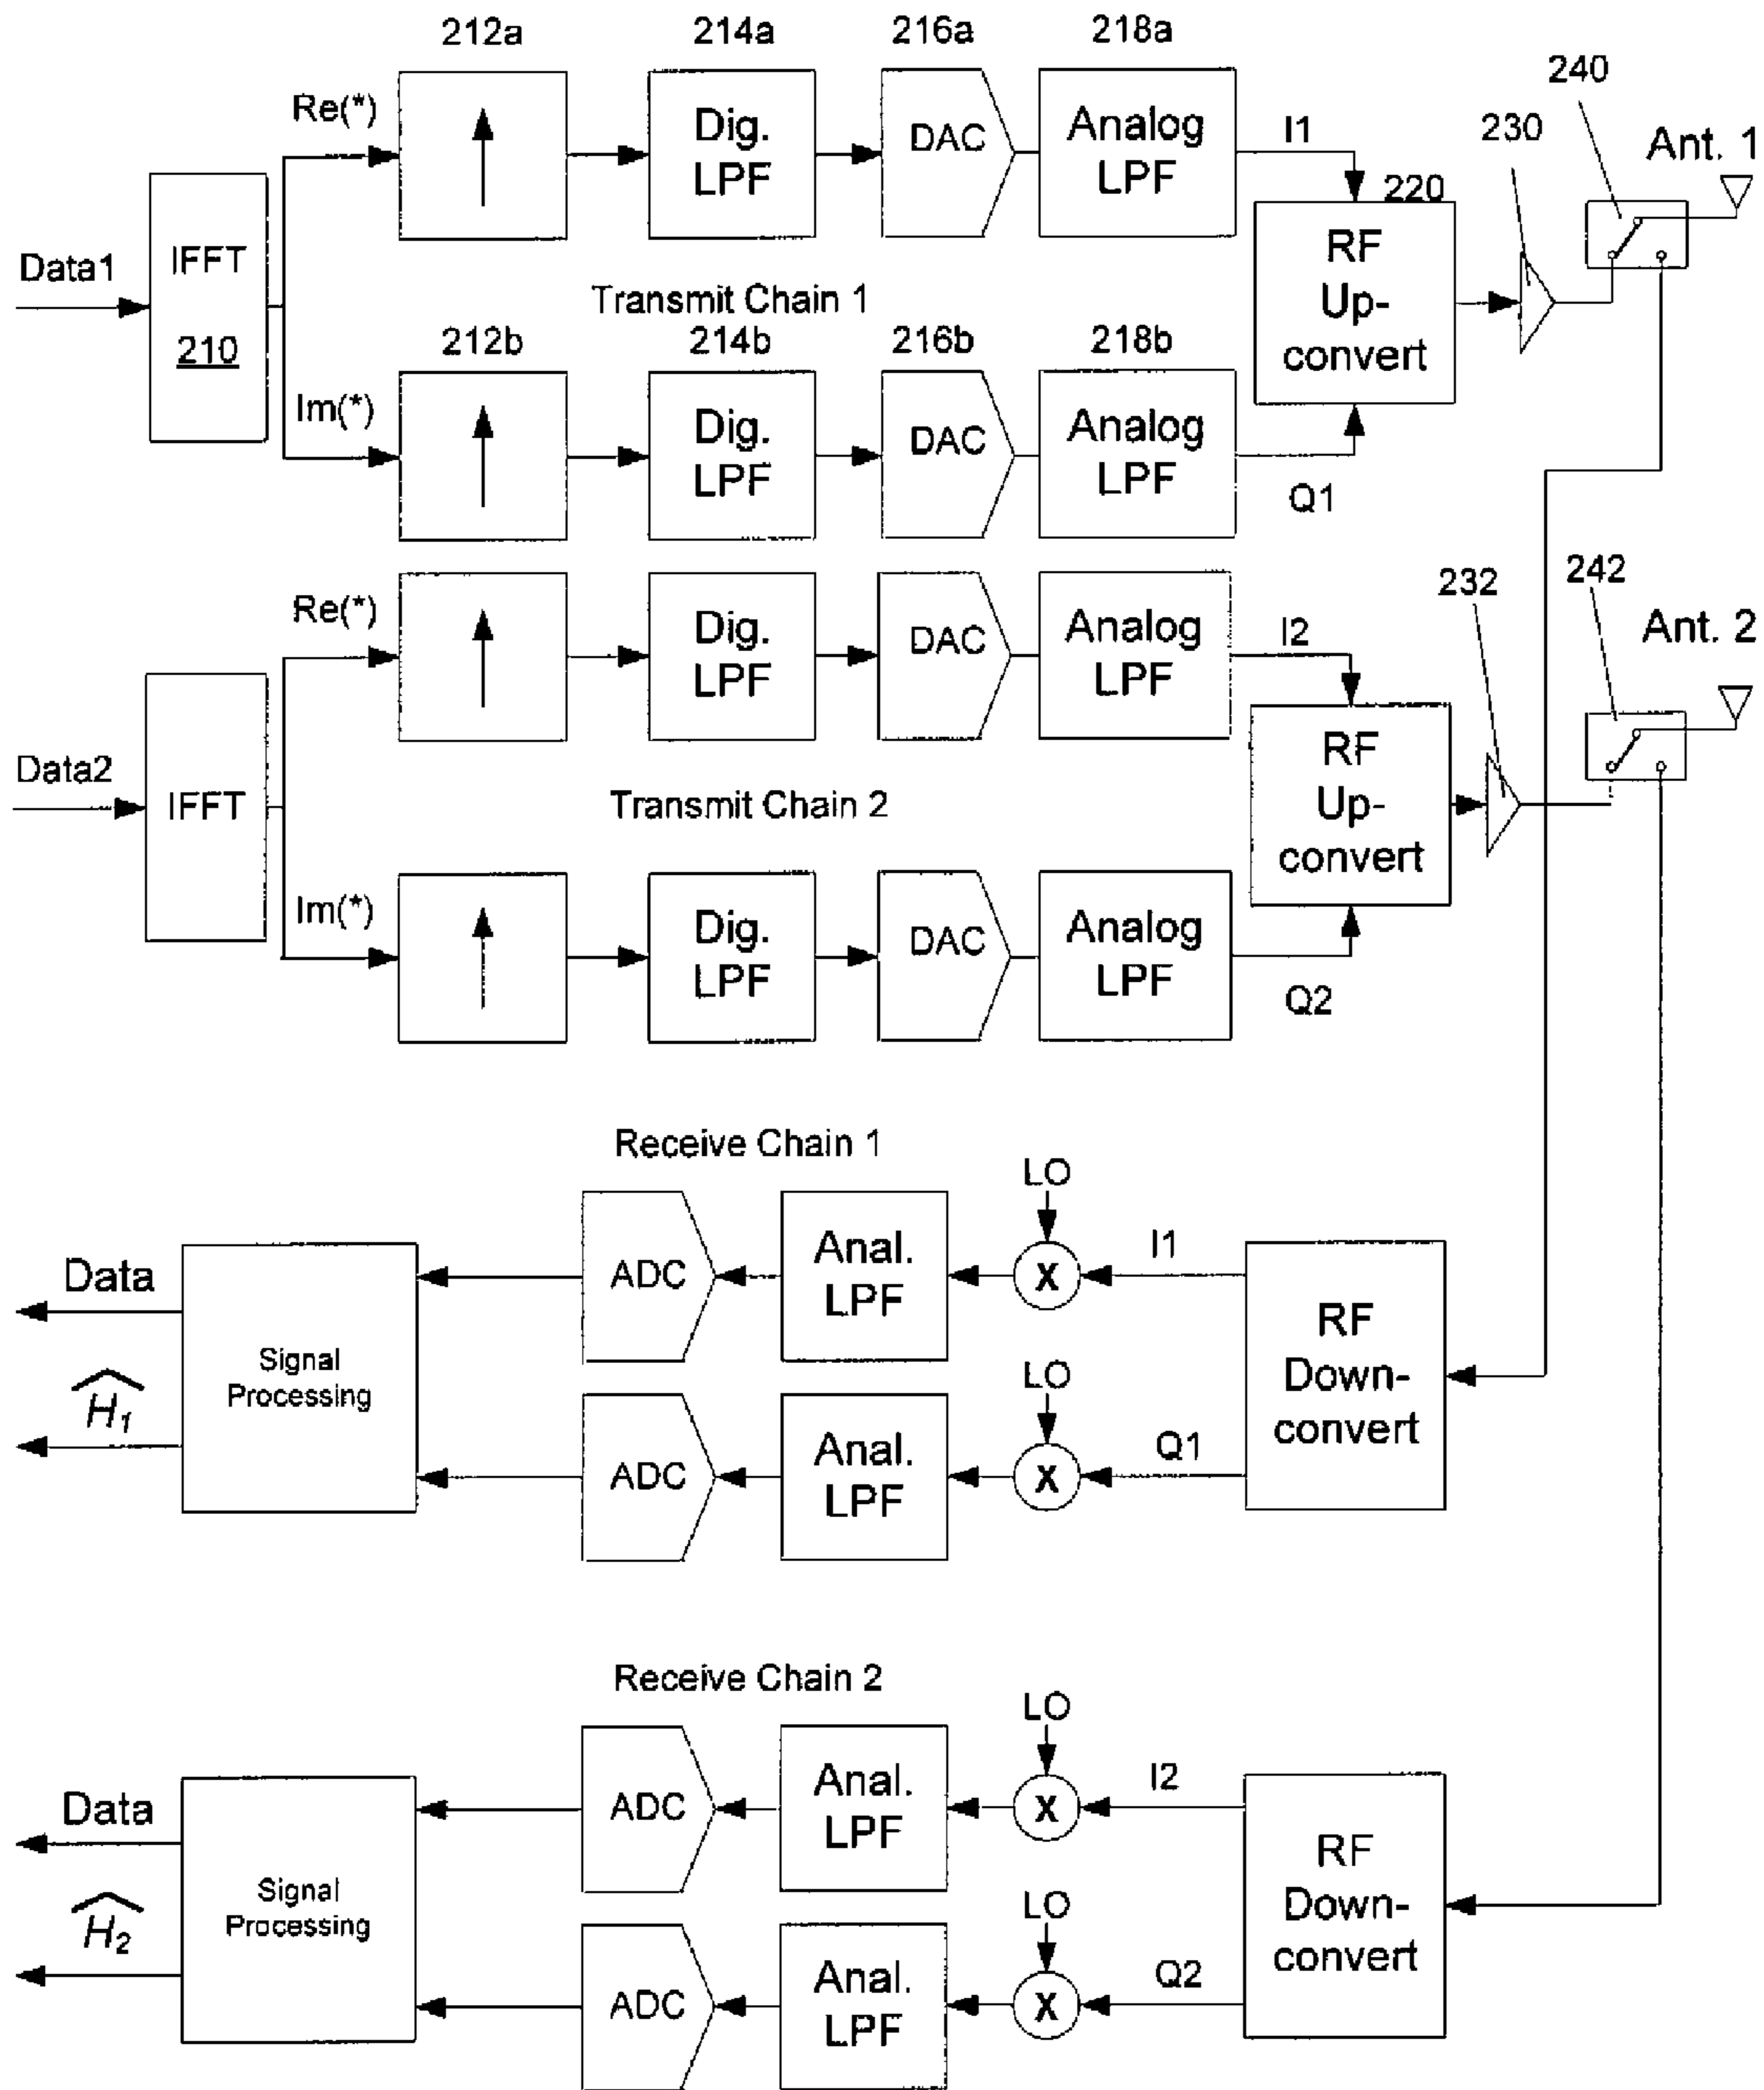 212a 214a 216a 218a
240
230
Ant. 1
Re(*)
Dig.
LPF
DAC
Analog
LPF
I1
220
RF
Up-
convert
Data1
IFFT
210
Transmit Chain 1
212b 214b 216b 218b
Im(*)
Dig.
LPF
DAC
Analog
LPF
Q1
232
242
Ant. 2
Re(*)
Dig.
LPF
DAC
Analog
LPF
I2
RF
Up-
convert
Data2
IFFT
Transmit Chain 2
Im(*)
Dig.
LPF
DAC
Analog
LPF
Q2
Receive Chain 1
LO
Data
ADC
Anal.
LPF
X
I1
RF
Down-
convert
Signal
Processing
LO
Ĥ1
ADC
Anal.
LPF
X
Q1
Receive Chain 2
LO
Data
ADC
Anal.
LPF
X
I2
RF
Down-
convert
Signal
Processing
LO
Ĥ2
ADC
Anal.
LPF
X
Q2